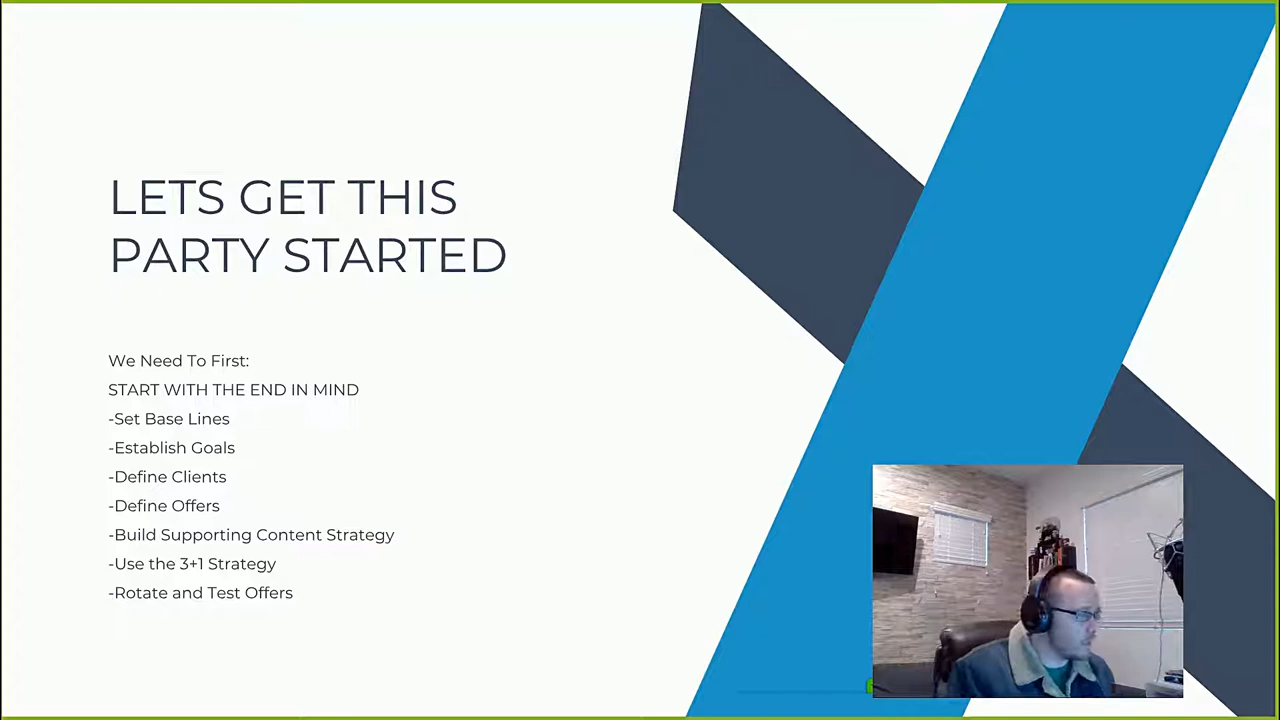 LETS GET THIS
PARTY STARTED
We Need To First:
START WITH THE END IN MIND
-Set Base Lines
-Establish Goals
-Define Clients
-Define Offers
-Build Supporting Content Strategy
-Use the 3+1 Strategy
-Rotate and Test Offers